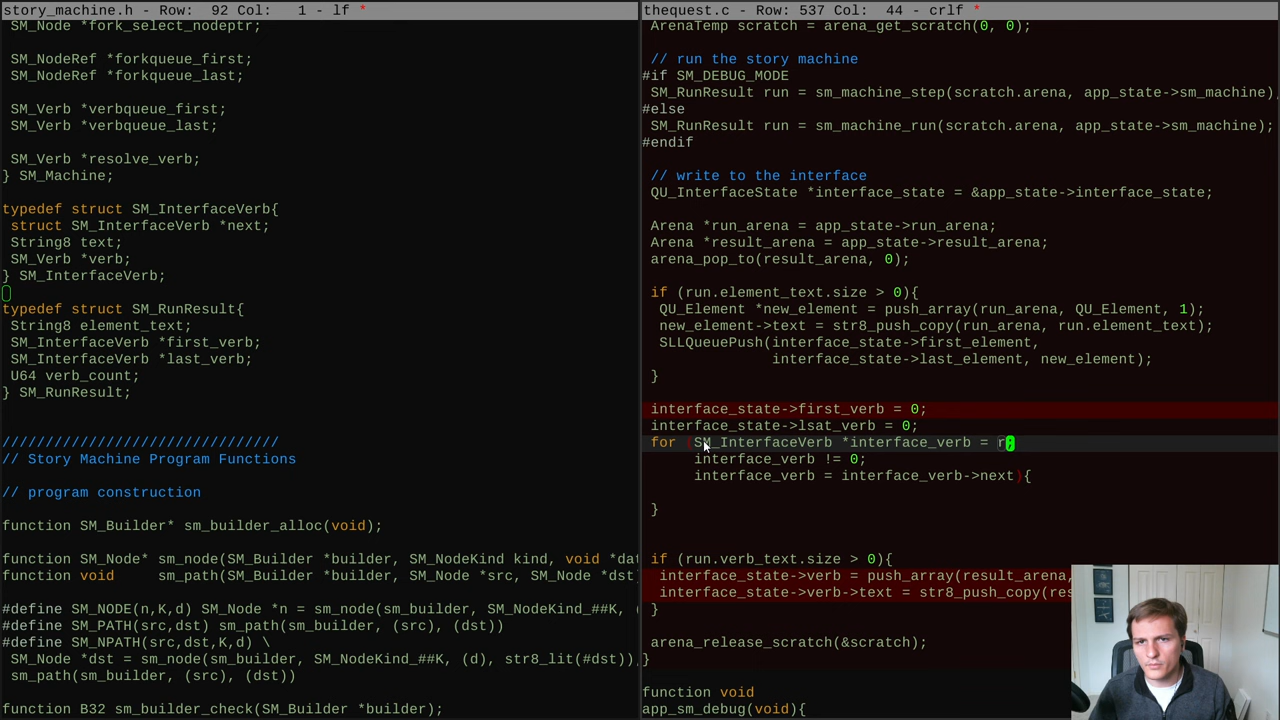 story_machine.h - Row:  92 Col:   1 - lf *
 SM_Node *fork_select_nodeptr;
 SM_NodeRef *forkqueue_first;
 SM_NodeRef *forkqueue_last;
 SM_Verb *verbqueue_first;
 SM_Verb *verbqueue_last;
 SM_Verb *resolve_verb;
} SM_Machine;
typedef struct SM_InterfaceVerb{
 struct SM_InterfaceVerb *next;
 String8 text;
 SM_Verb *verb;
} SM_InterfaceVerb;
typedef struct SM_RunResult{
 String8 element_text;
 SM_InterfaceVerb *first_verb;
 SM_InterfaceVerb *last_verb;
 U64 verb_count;
} SM_RunResult;
////////////////////////////////
// Story Machine Program Functions
// program construction
function SM_Builder* sm_builder_alloc(void);
function SM_Node* sm_node(SM_Builder *builder, SM_NodeKind kind, void *dat
function void     sm_path(SM_Builder *builder, SM_Node *src, SM_Node *dst
#define SM_NODE(n,K,d) SM_Node *n = sm_node(sm_builder, SM_NodeKind_##K, (
#define SM_PATH(src,dst) sm_path(sm_builder, (src), (dst))
#define SM_NPATH(src,dst,K,d) \
 SM_Node *dst = sm_node(sm_builder, SM_NodeKind_##K, (d), str8_lit(#dst));
 sm_path(sm_builder, (src), (dst))
function B32 sm_builder_check(SM_Builder *builder);
thequest.c - Row: 537 Col:  44 - crlf *
 ArenaTemp scratch = arena_get_scratch(0, 0);
 // run the story machine
#if SM_DEBUG_MODE
 SM_RunResult run = sm_machine_step(scratch.arena, app_state->sm_machine)
#else
 SM_RunResult run = sm_machine_run(scratch.arena, app_state->sm_machine);
#endif
 // write to the interface
 QU_InterfaceState *interface_state = &app_state->interface_state;
 Arena *run_arena = app_state->run_arena;
 Arena *result_arena = app_state->result_arena;
 arena_pop_to(result_arena, 0);
 if (run.element_text.size > 0){
  QU_Element *new_element = push_array(run_arena, QU_Element, 1);
  new_element->text = str8_push_copy(run_arena, run.element_text);
  SLLQueuePush(interface_state->first_element,
               interface_state->last_element, new_element);
 }
 interface_state->first_verb = 0;
 interface_state->lsat_verb = 0;
 for (SM_InterfaceVerb *interface_verb = r;
      interface_verb != 0;
      interface_verb = interface_verb->next){
 }
 if (run.verb_text.size > 0){
  interface_state->verb = push_array(result_arena,
  interface_state->verb->text = str8_push_copy(res
 }
 arena_release_scratch(&scratch);
}
function void
app_sm_debug(void){